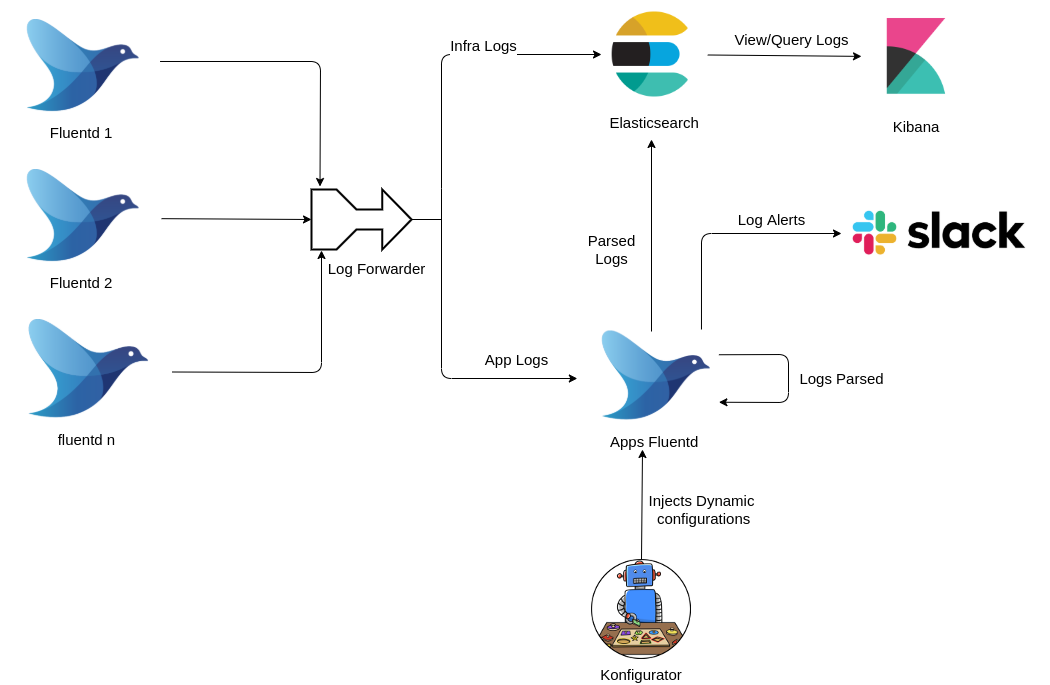 Infra Logs
View/Query Logs
Fluentd 1
Elasticsearch
Kibana
Log Alerts
slack
Fluentd 2
Log Forwarder
Parsed
Logs
App Logs
Logs Parsed
fluentd n
Apps Fluentd
Injects Dynamic
configurations
Konfigurator